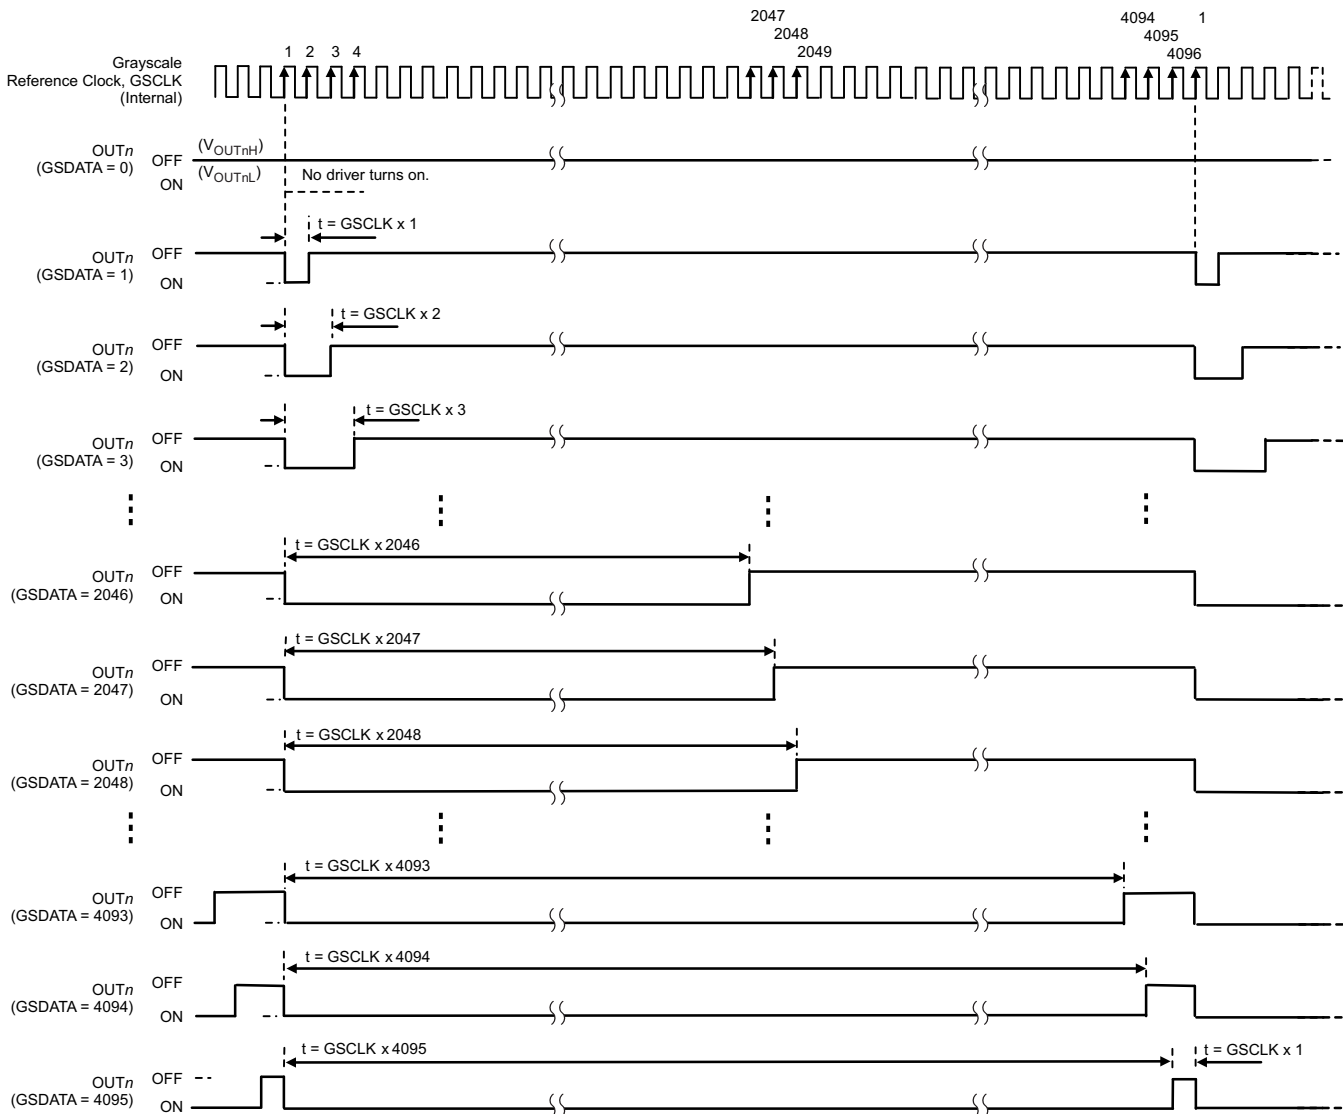 2047
2048
2049
4094
4095
4096
1
1 2 3 4
Grayscale
Reference Clock, GSCLK
(Internal)
OUTn
(GSDATA = 0)
OFF
ON
(VOUTnH)
(VOUTnL)
No driver turns on.
t = GSCLK x 1
OUTn
(GSDATA = 1)
OFF
ON
t = GSCLK x 2
OUTn
(GSDATA = 2)
OFF
ON
t = GSCLK x 3
OUTn
(GSDATA = 3)
OFF
ON
t = GSCLK x 2046
OUTn
(GSDATA = 2046)
OFF
ON
t = GSCLK x 2047
OUTn
(GSDATA = 2047)
OFF
ON
t = GSCLK x 2048
OUTn
(GSDATA = 2048)
OFF
ON
t = GSCLK x 4093
OUTn
(GSDATA = 4093)
OFF
ON
t = GSCLK x 4094
OUTn
(GSDATA = 4094)
OFF
ON
t = GSCLK x 4095
t = GSCLK x 1
OUTn
(GSDATA = 4095)
OFF
ON